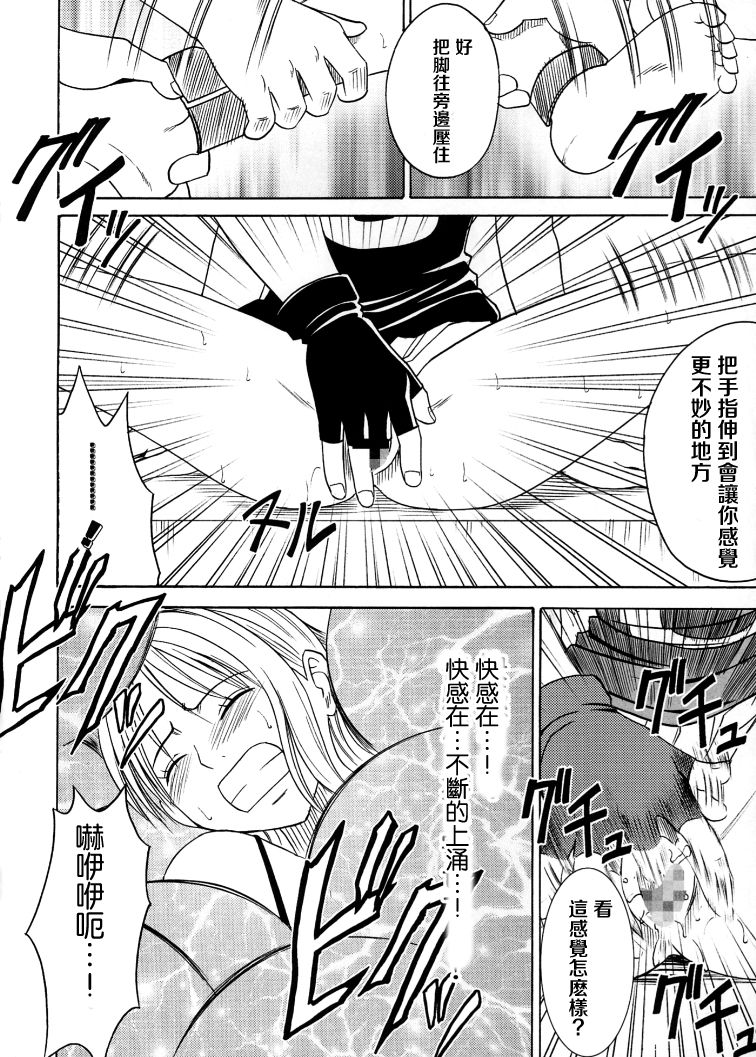 好
把脚往旁邊壓住
グイッ
グイッ
把手指伸到會讓你感覺
更不妙的地方
ヌル
………!
ビクッ
グチュ
グチュ
看
這感覺怎麼樣?
快感在…!
快感在…不斷的上涌…!
…
ビクッ
嚇咿咿呃…!